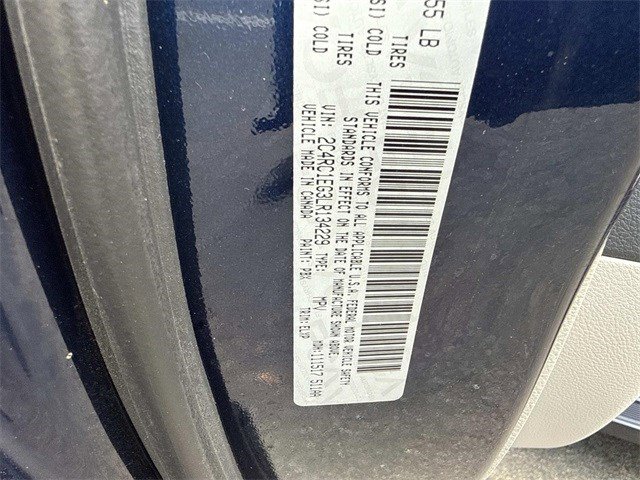 55 LB
TIRES TIRES
SI) COLD SI) COLD
THIS VEHICLE CONFORMS TO ALL APPLICABLE U.S.A. FEDERAL MOTOR VEHICLE SAFETY
STANDARDS IN EFFECT ON THE DATE OF MANUFACTURE SHOWN ABOVE.
VIN: 2C4RC1EG3LR134229 TYPE: MPV
VEHICLE MADE IN CANADA PAINT: TRIM: